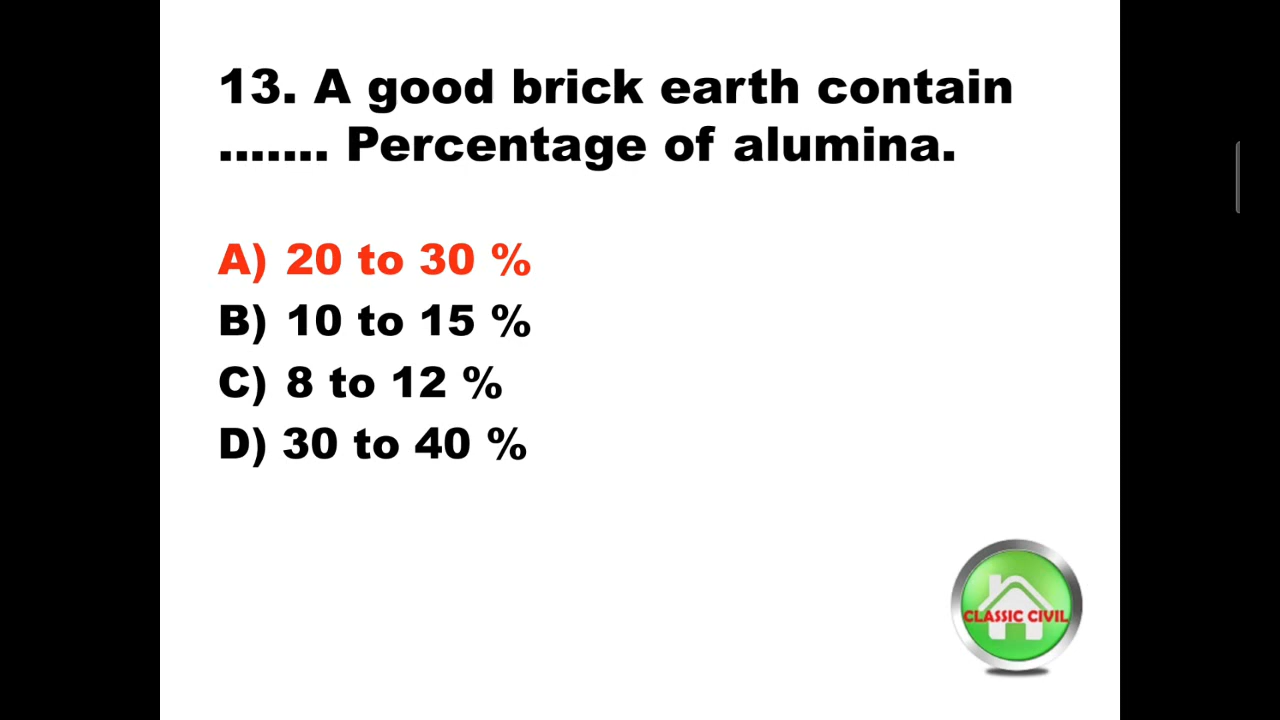 13. A good brick earth contain
....... Percentage of alumina.
A) 20 to 30 %
B) 10 to 15 %
C) 8 to 12 %
D) 30 to 40 %
CLASSIC CIVIL